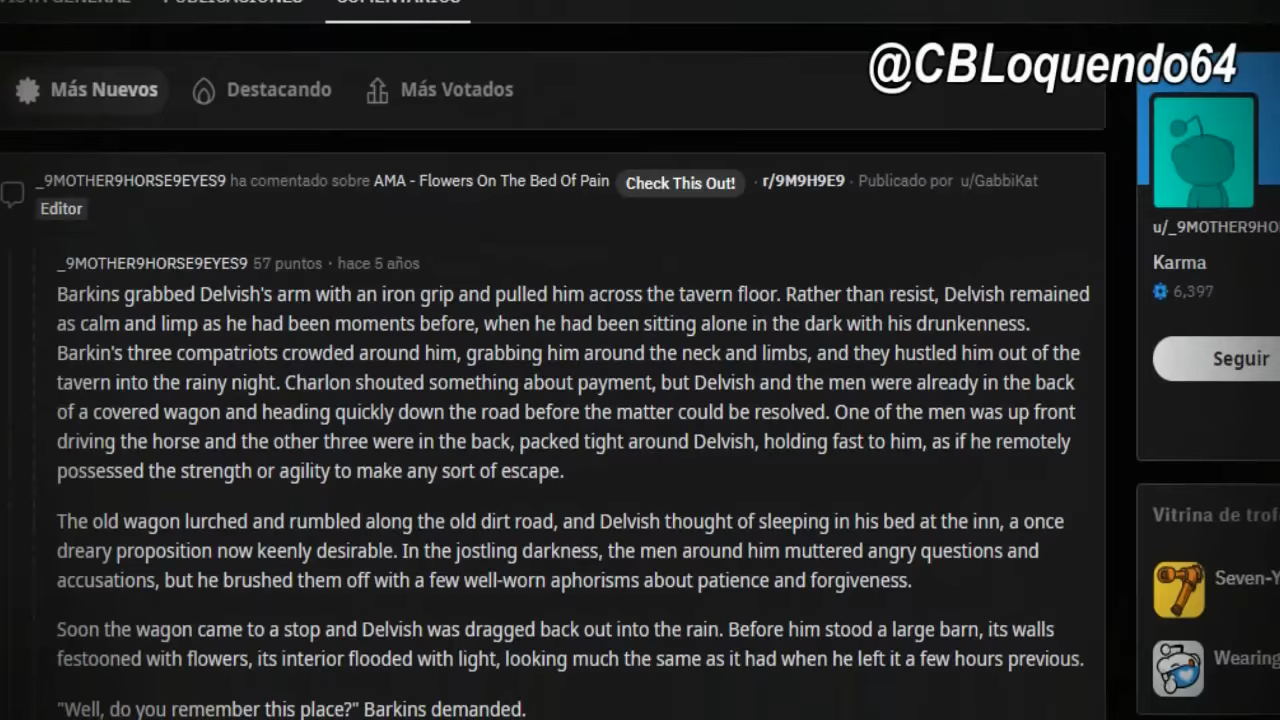 COMENTARIOS
@CBLoquendo64
Más Nuevos
Destacando
Más Votados
_9MOTHER9HORSE9EYES9 ha comentado sobre AMA - Flowers On The Bed Of Pain Check This Out! · r/9M9H9E9 · Publicado por u/GabbiKat
Editor
_9MOTHER9HORSE9EYES9 57 puntos · hace 5 años
Barkins grabbed Delvish's arm with an iron grip and pulled him across the tavern floor. Rather than resist, Delvish remained
as calm and limp as he had been moments before, when he had been sitting alone in the dark with his drunkenness.
Barkin's three compatriots crowded around him, grabbing him around the neck and limbs, and they hustled him out of the
tavern into the rainy night. Charlon shouted something about payment, but Delvish and the men were already in the back
of a covered wagon and heading quickly down the road before the matter could be resolved. One of the men was up front
driving the horse and the other three were in the back, packed tight around Delvish, holding fast to him, as if he remotely
possessed the strength or agility to make any sort of escape.
The old wagon lurched and rumbled along the old dirt road, and Delvish thought of sleeping in his bed at the inn, a once
dreary proposition now keenly desirable. In the jostling darkness, the men around him muttered angry questions and
accusations, but he brushed them off with a few well-worn aphorisms about patience and forgiveness.
Soon the wagon came to a stop and Delvish was dragged back out into the rain. Before him stood a large barn, its walls
festooned with flowers, its interior flooded with light, looking much the same as it had when he left it a few hours previous.
"Well, do you remember this place?" Barkins demanded.
u/_9MOTHER9HO
Karma
6,397
Seguir
Vitrina de trof
Seven-Y
Wearing